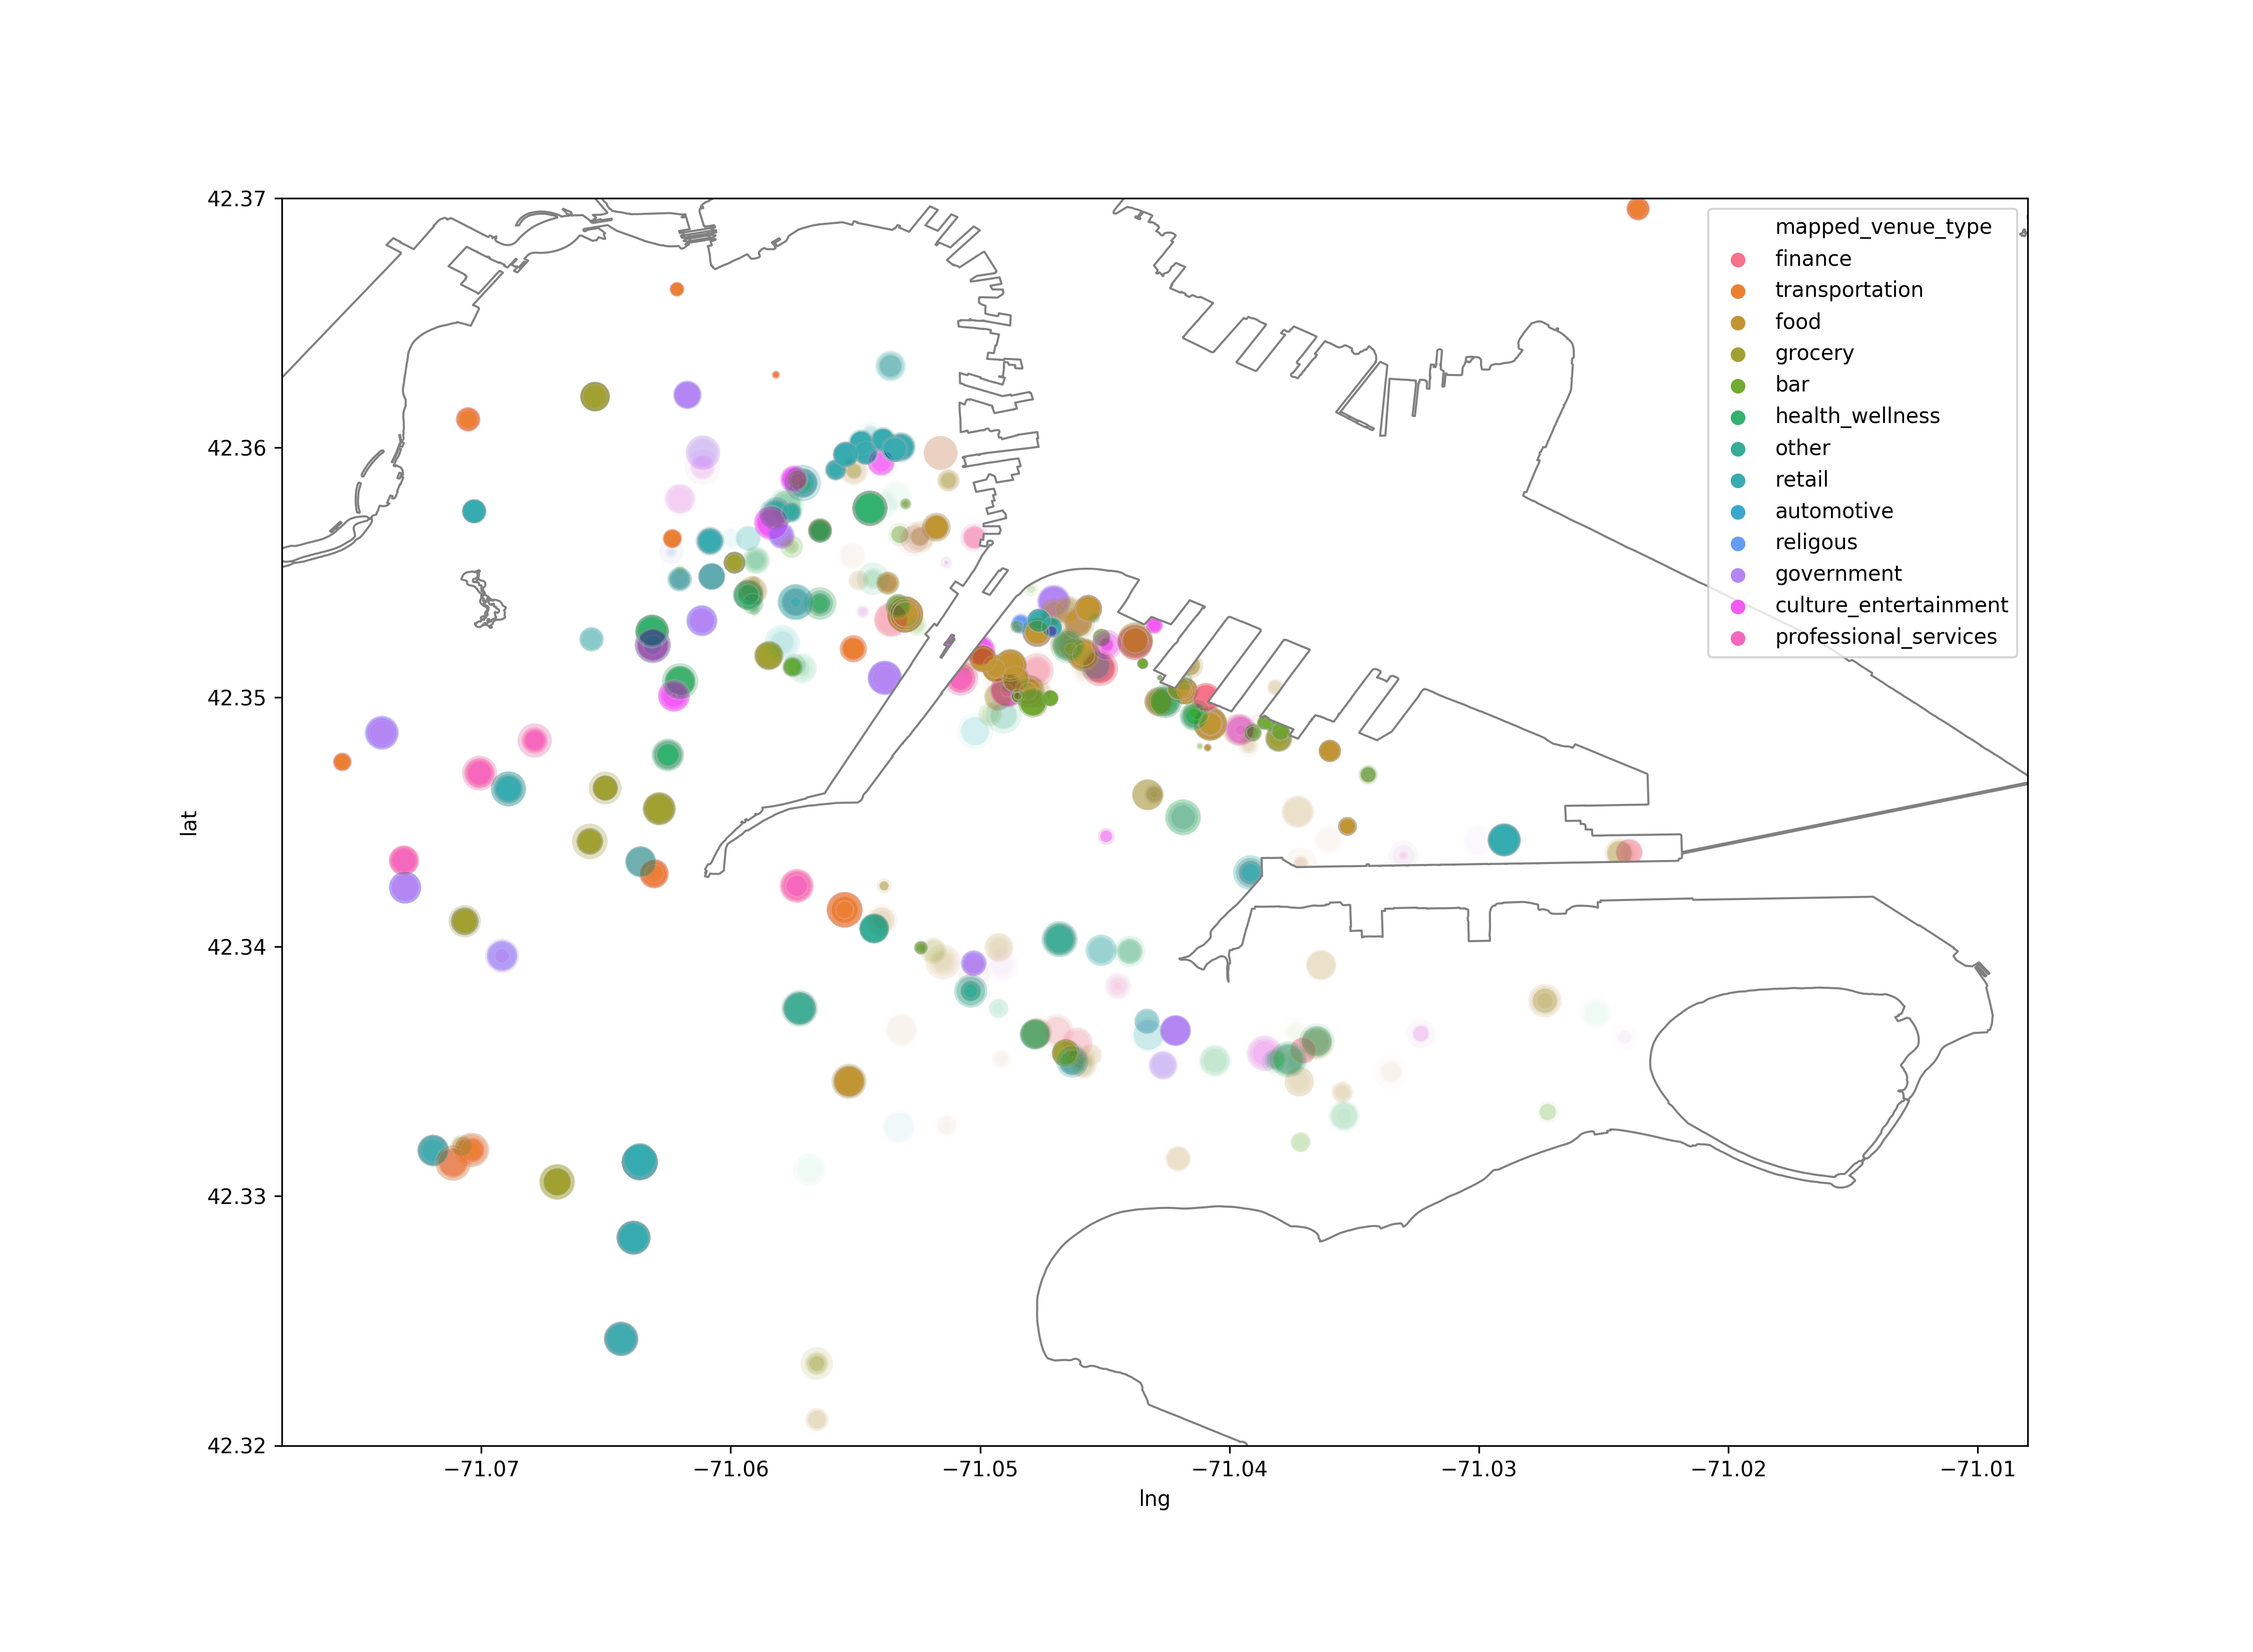 42.37
42.36
42.35
42.34
42.33
42.32
lat
−71.07
−71.06
−71.05
−71.04
−71.03
−71.02
−71.01
lng
mapped_venue_type
finance
transportation
food
grocery
bar
health_wellness
other
retail
automotive
religous
government
culture_entertainment
professional_services